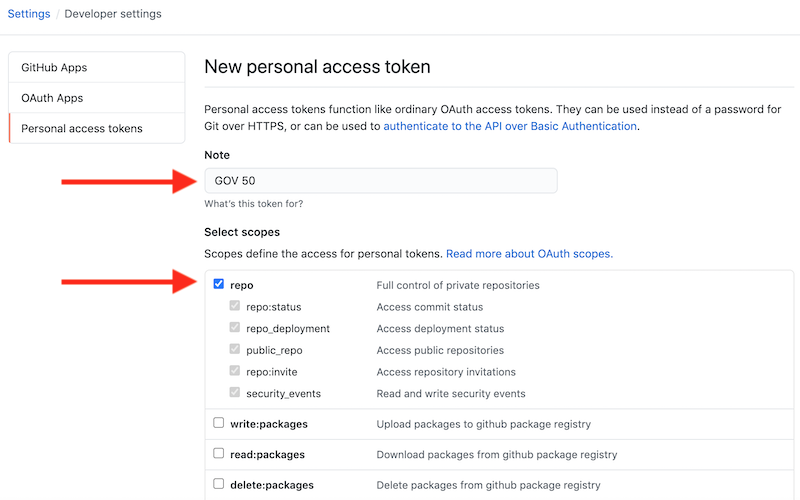 Settings / Developer settings
GitHub Apps
OAuth Apps
Personal access tokens
New personal access token
Personal access tokens function like ordinary OAuth access tokens. They can be used instead of a password for
Git over HTTPS, or can be used to authenticate to the API over Basic Authentication.
Note
GOV 50
What's this token for?
Select scopes
Scopes define the access for personal tokens. Read more about OAuth scopes.
repo Full control of private repositories
repo:status Access commit status
repo_deployment Access deployment status
public_repo Access public repositories
repo:invite Access repository invitations
security_events Read and write security events
write:packages Upload packages to github package registry
read:packages Download packages from github package registry
delete:packages Delete packages from github package registry